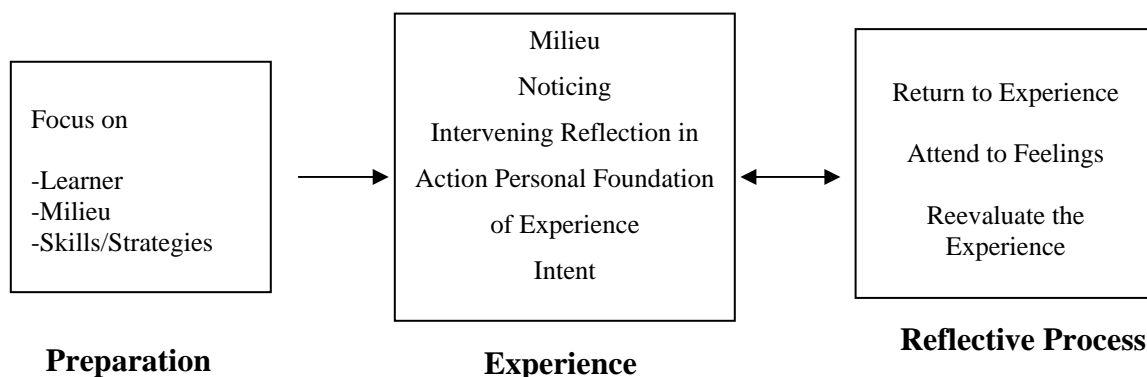 Focus on
-Learner
-Milieu
-Skills/Strategies
Preparation
Milieu
Noticing
Intervening Reflection in
Action Personal Foundation
of Experience
Intent
Experience
Return to Experience
Attend to Feelings
Reevaluate the
Experience
Reflective Process